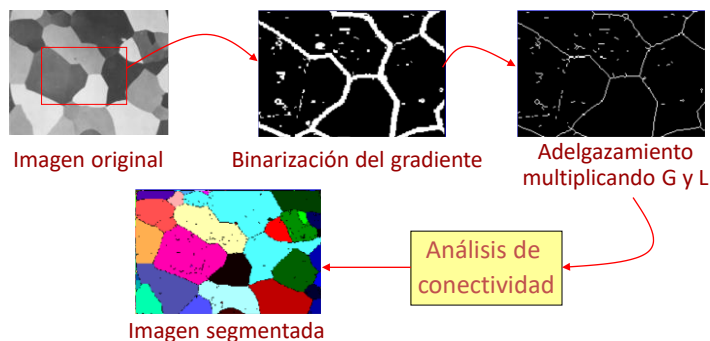 Imagen original
Binarización del gradiente
Adelgazamiento
multiplicando G y L
Análisis de
conectividad
Imagen segmentada